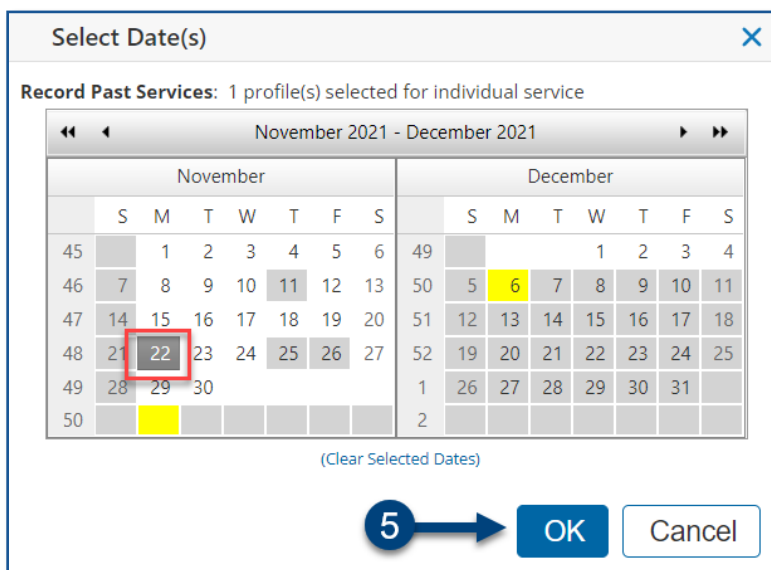 Select Date(s)
Record Past Services: 1 profile(s) selected for individual service
November 2021 - December 2021
November December
S M T W T F S S M T W T F S
45 1 2 3 4 5 6 49 1 2 3 4
46 7 8 9 10 11 12 13 50 5 6 7 8 9 10 11
47 14 15 16 17 18 19 20 51 12 13 14 15 16 17 18
48 21 22 23 24 25 26 27 52 19 20 21 22 23 24 25
49 28 29 30 1 26 27 28 29 30 31
50 2
(Clear Selected Dates)
5 OK Cancel